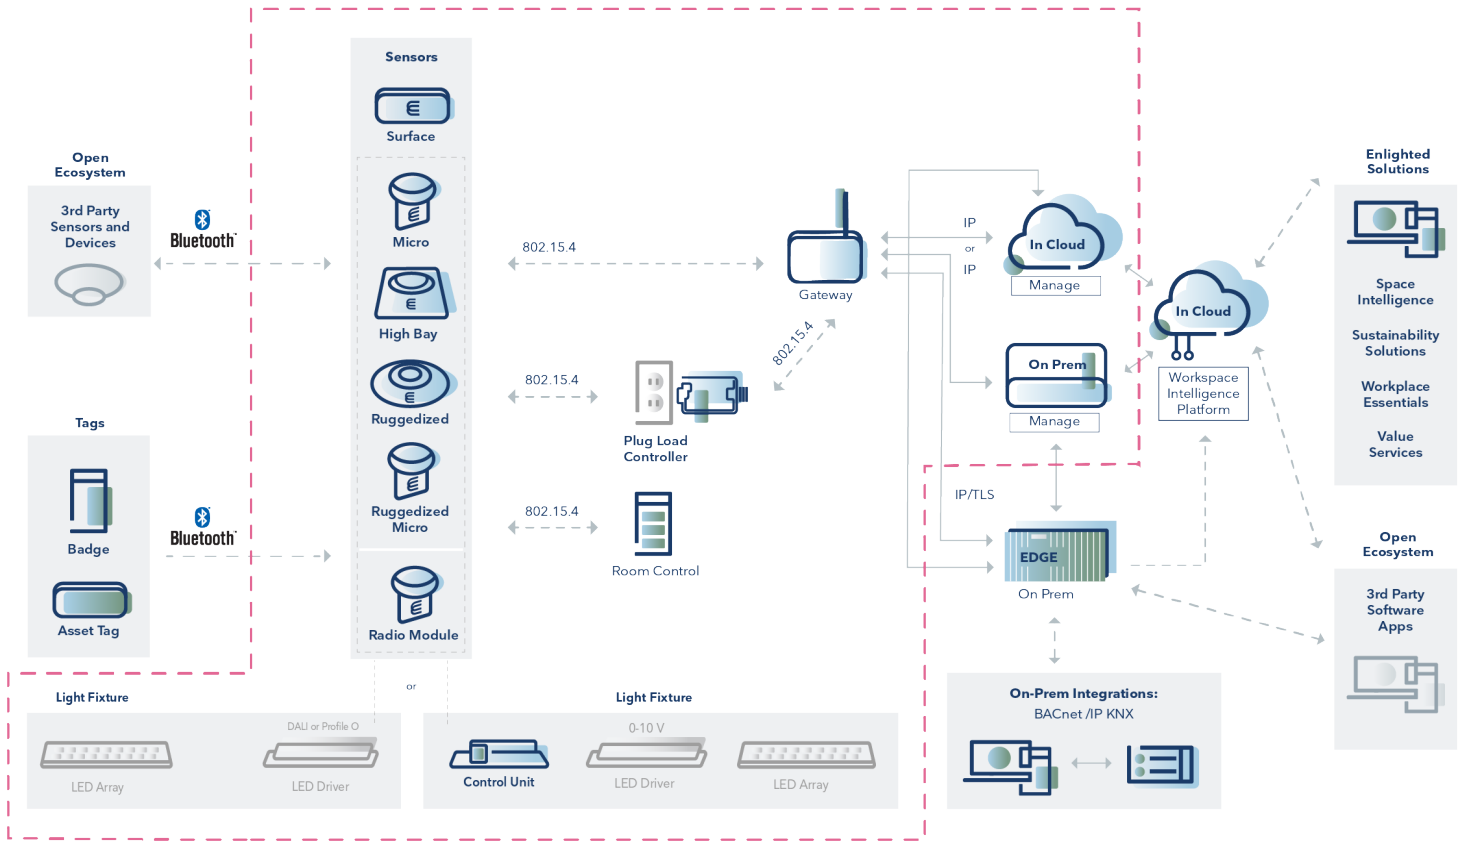 Open
Ecosystem
3rd Party
Sensors and
Devices
Bluetooth™
Tags
Badge
Asset Tag
Bluetooth™
Sensors
Surface
Micro
High Bay
Ruggedized
Ruggedized
Micro
Radio Module
802.15.4
802.15.4
802.15.4
802.15.4
Plug Load
Controller
Room Control
Gateway
IP
or
IP
In Cloud
Manage
On Prem
Manage
IP/TLS
EDGE
On Prem
In Cloud
Workspace
Intelligence
Platform
Enlighted
Solutions
Space
Intelligence
Sustainability
Solutions
Workplace
Essentials
Value
Services
Open
Ecosystem
3rd Party
Software
Apps
On-Prem Integrations:
BACnet /IP KNX
or
Light Fixture
DALI or Profile O
LED Array
LED Driver
Light Fixture
0-10 V
Control Unit
LED Driver
LED Array